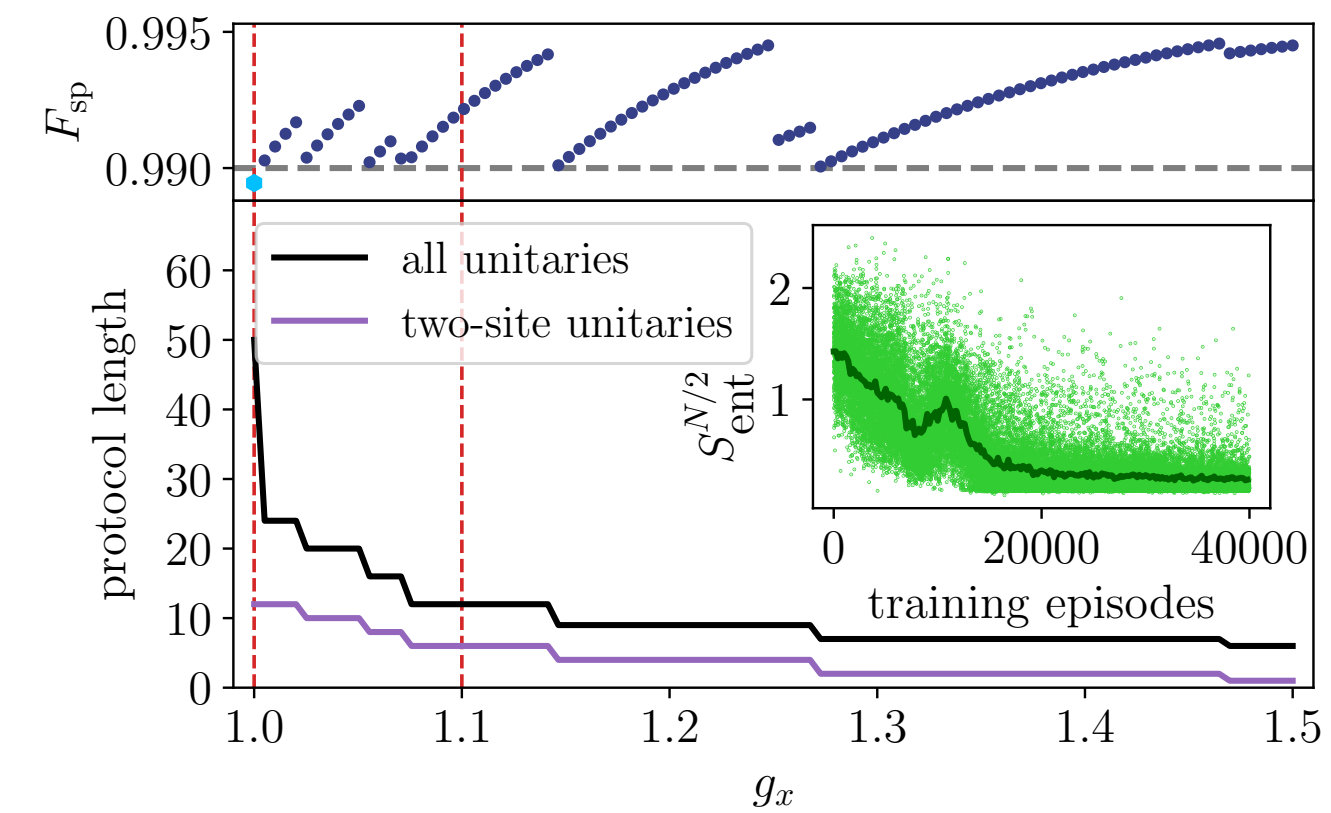 0.995
F_sp
0.990
all unitaries
two-site unitaries
protocol length
60
50
40
30
20
10
0
2
1
S_ent^{N/2}
0 20000 40000
training episodes
1.0 1.1 1.2 1.3 1.4 1.5
g_x